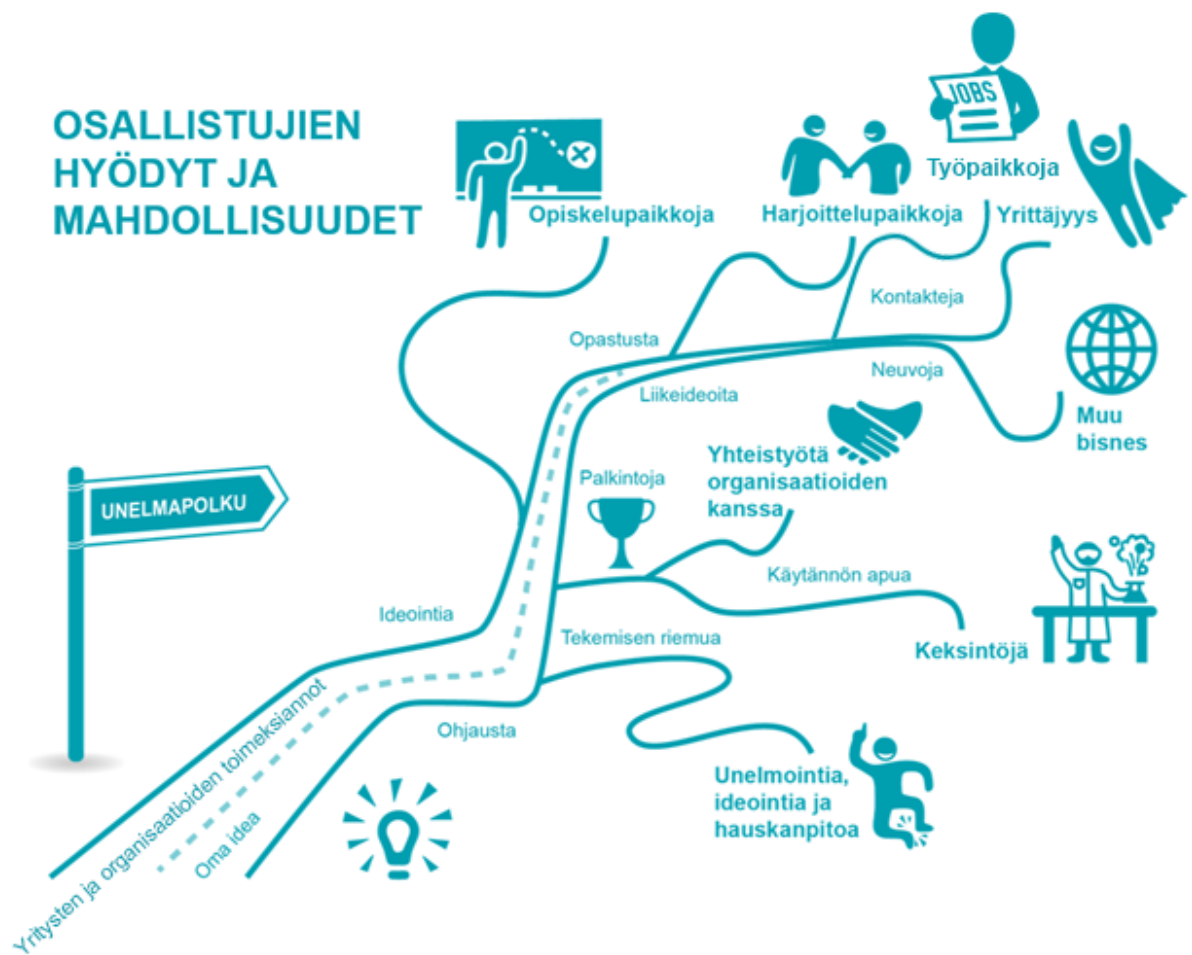 OSALLISTUJIEN
HYÖDYT JA
MAHDOLLISUUDET
JOBS
Työpaikkoja
Opiskelupaikkoja
Harjoittelupaikkoja
Yrittäjyys
Kontakteja
Opastusta
Neuvoja
Liikeideoita
Muu
bisnes
Yhteistyötä
organisaatioiden
kanssa
Palkintoja
UNELMAPOLKU
Käytännön apua
Ideointia
Tekemisen riemua
Keksintöjä
Ohjausta
Unelmointia,
ideointia ja
hauskanpitoa
Yritysten ja organisaatioiden toimeksiannot
Oma idea